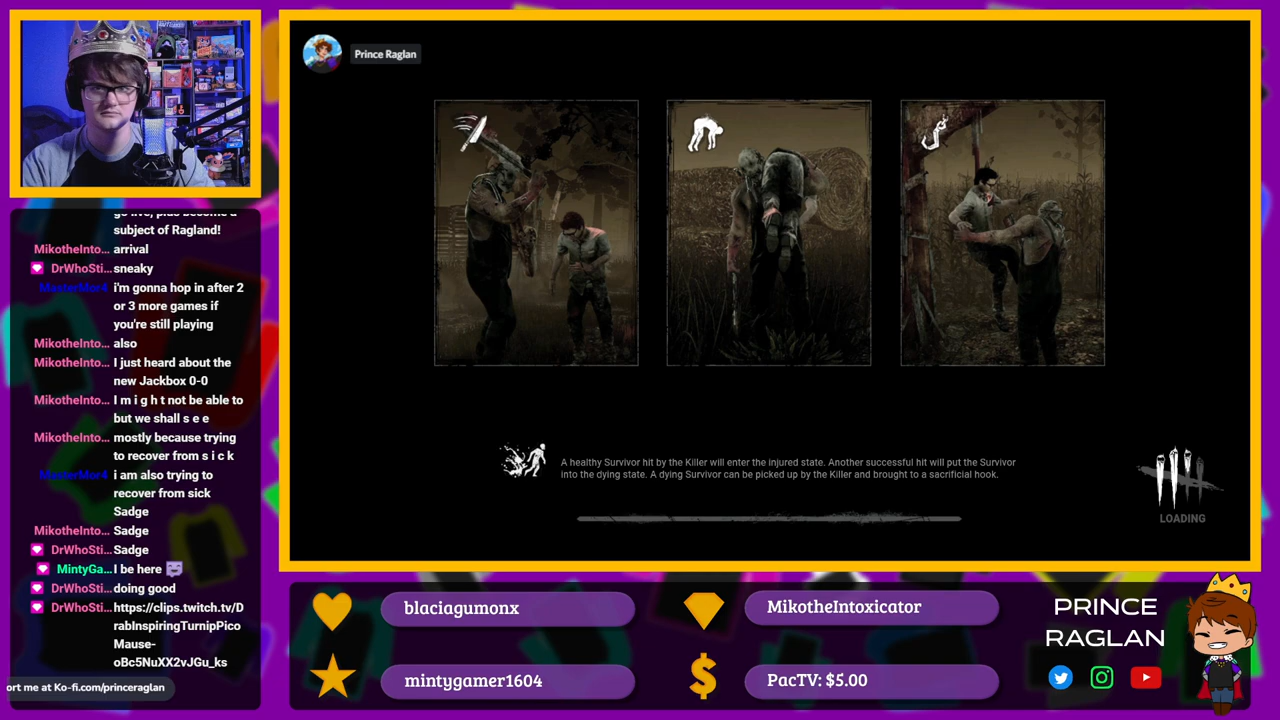 Prince Raglan
go live, plus become a
subject of Ragland!
MikotheInto... arrival
DrWhoSti... sneaky
MasterMor4 i'm gonna hop in after 2
or 3 more games if
you're still playing
MikotheInto... also
MikotheInto... I just heard about the
new Jackbox 0-0
MikotheInto... I m i g h t not be able to
but we shall s e e
MikotheInto... mostly because trying
to recover from s i c k
MasterMor4 i am also trying to
recover from sick
Sadge
MikotheInto... Sadge
DrWhoSti... Sadge
MintyGa... I be here
DrWhoSti... doing good
DrWhoSti... https://clips.twitch.tv/D
rabInspiringTurnipPico
Mause-
oBc5NuXX2vJGu_ks
ort me at Ko-fi.com/princeraglan
A healthy Survivor hit by the Killer will enter the injured state. Another successful hit will put the Survivor
into the dying state. A dying Survivor can be picked up by the Killer and brought to a sacrificial hook.
LOADING
blaciagumonx
MikotheIntoxicator
mintygamer1604
PacTV: $5.00
PRINCE
RAGLAN